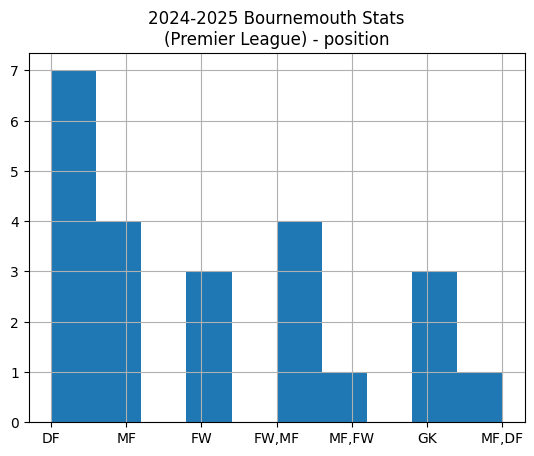 2024-2025 Bournemouth Stats
(Premier League) - position
7
6
5
4
3
2
1
0
DF MF FW FW,MF MF,FW GK MF,DF